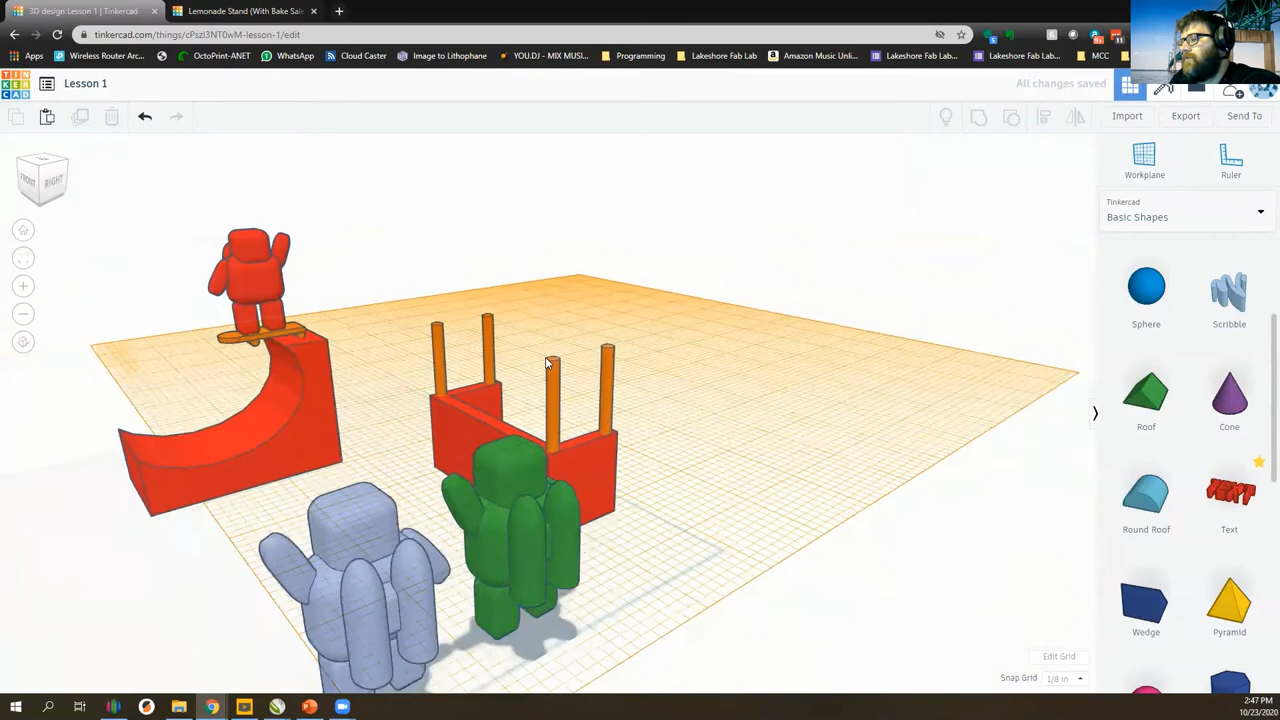 3D design Lesson 1 | Tinkercad
Lemonade Stand (With Bake Sale
tinkercad.com/things/cPszl3NT0wM-lesson-1/edit
Apps
Wireless Router Arc...
OctoPrint-ANET
WhatsApp
Cloud Caster
Image to Lithophane
YOU.DJ - MIX MUSI...
Programming
Lakeshore Fab Lab
Amazon Music Unli...
Lakeshore Fab Lab...
Lakeshore Fab Lab...
MCC
TIN
KER
CAD
Lesson 1
All changes saved
Import
Export
Send To
TOP
FRONT
RIGHT
Workplane
Ruler
Tinkercad
Basic Shapes
Sphere
Scribble
Roof
Cone
TEXT
Round Roof
Text
Wedge
Pyramid
Edit Grid
Snap Grid
1/8 in
2:47 PM
10/23/2020